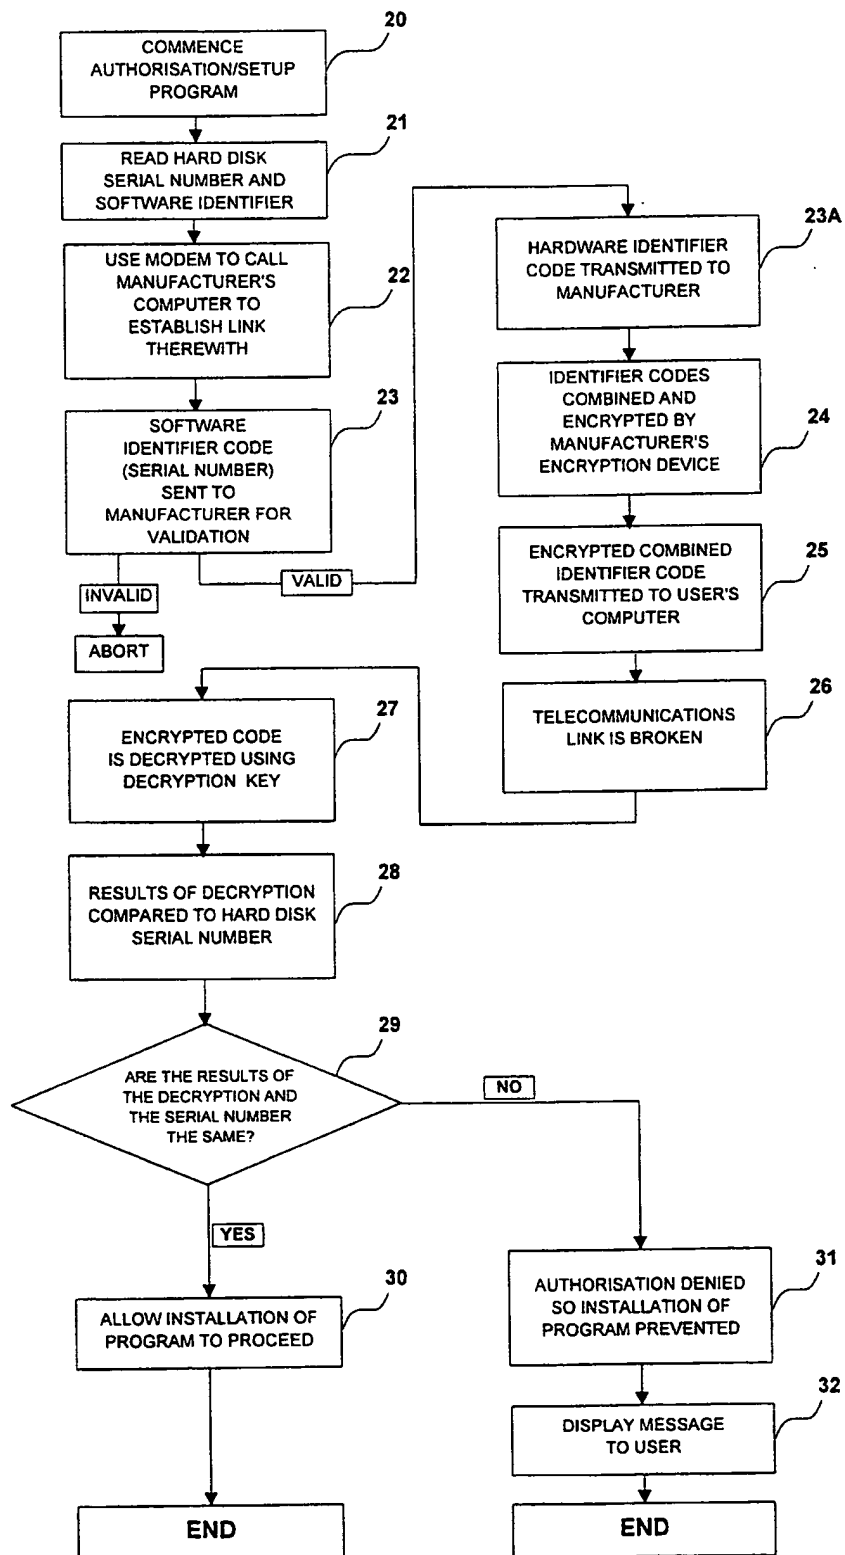 20
COMMENCE
AUTHORISATION/SETUP
PROGRAM
21
READ HARD DISK
SERIAL NUMBER AND
SOFTWARE IDENTIFIER
22
USE MODEM TO CALL
MANUFACTURER'S
COMPUTER TO
ESTABLISH LINK
THEREWITH
23
SOFTWARE
IDENTIFIER CODE
(SERIAL NUMBER)
SENT TO
MANUFACTURER FOR
VALIDATION
INVALID
VALID
ABORT
23A
HARDWARE IDENTIFIER
CODE TRANSMITTED TO
MANUFACTURER
24
IDENTIFIER CODES
COMBINED AND
ENCRYPTED BY
MANUFACTURER'S
ENCRYPTION DEVICE
25
ENCRYPTED COMBINED
IDENTIFIER CODE
TRANSMITTED TO USER'S
COMPUTER
26
TELECOMMUNICATIONS
LINK IS BROKEN
27
ENCRYPTED CODE
IS DECRYPTED USING
DECRYPTION KEY
28
RESULTS OF DECRYPTION
COMPARED TO HARD DISK
SERIAL NUMBER
29
ARE THE RESULTS OF
THE DECRYPTION AND
THE SERIAL NUMBER
THE SAME?
NO
YES
30
ALLOW INSTALLATION OF
PROGRAM TO PROCEED
END
31
AUTHORISATION DENIED
SO INSTALLATION OF
PROGRAM PREVENTED
32
DISPLAY MESSAGE
TO USER
END